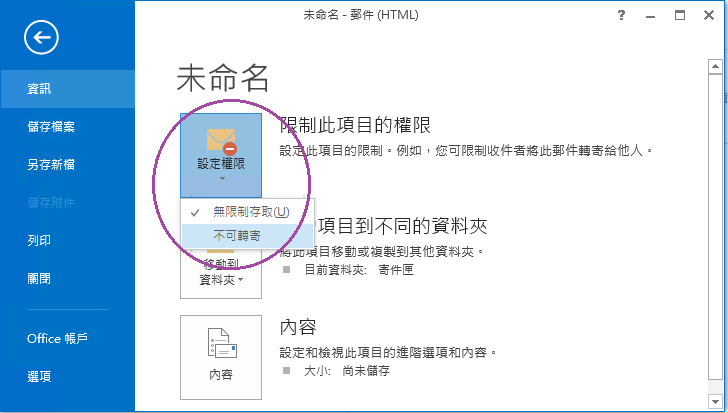 未命名 - 郵件 (HTML)
?
資訊
儲存檔案
另存新檔
儲存附件
列印
關閉
Office 帳戶
選項
未命名
設定權限
限制此項目的權限
設定此項目的限制。例如，您可限制收件者將此郵件轉寄給他人。
無限制存取(U)
不可轉寄
項目到不同的資料夾
將此項目移動或複製到其他資料夾。
目前資料夾: 寄件匣
移動到
資料夾
內容
內容
設定和檢視此項目的進階選項和內容。
大小: 尚未儲存